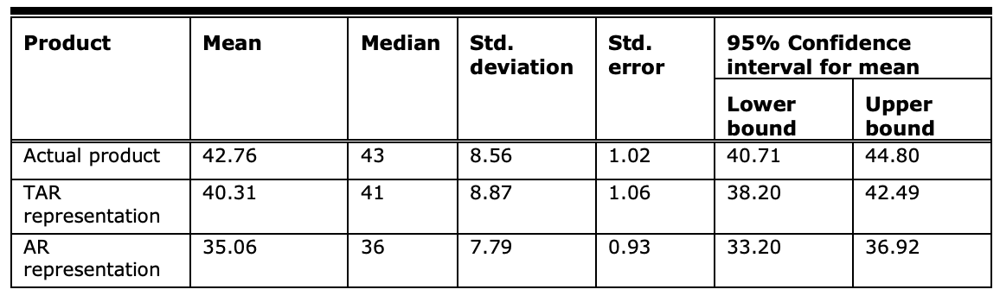 Product Mean Median Std. Std. 95% Confidence
deviation error interval for mean
Lower Upper
bound bound
Actual product 42.76 43 8.56 1.02 40.71 44.80
TAR 40.31 41 8.87 1.06 38.20 42.49
representation
AR 35.06 36 7.79 0.93 33.20 36.92
representation